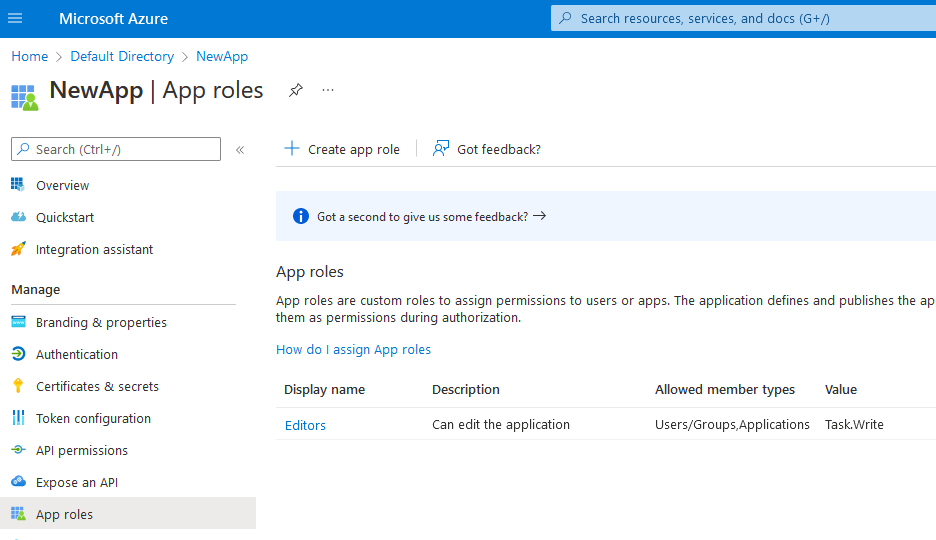 Microsoft Azure
Search resources, services, and docs (G+/)
Home > Default Directory > NewApp
NewApp | App roles
Search (Ctrl+/)
Overview
Quickstart
Integration assistant
Manage
Branding & properties
Authentication
Certificates & secrets
Token configuration
API permissions
Expose an API
App roles
Create app role
Got feedback?
Got a second to give us some feedback?
App roles
App roles are custom roles to assign permissions to users or apps. The application defines and publishes the ap
them as permissions during authorization.
How do I assign App roles
Display name Description Allowed member types Value
Editors Can edit the application Users/Groups,Applications Task.Write